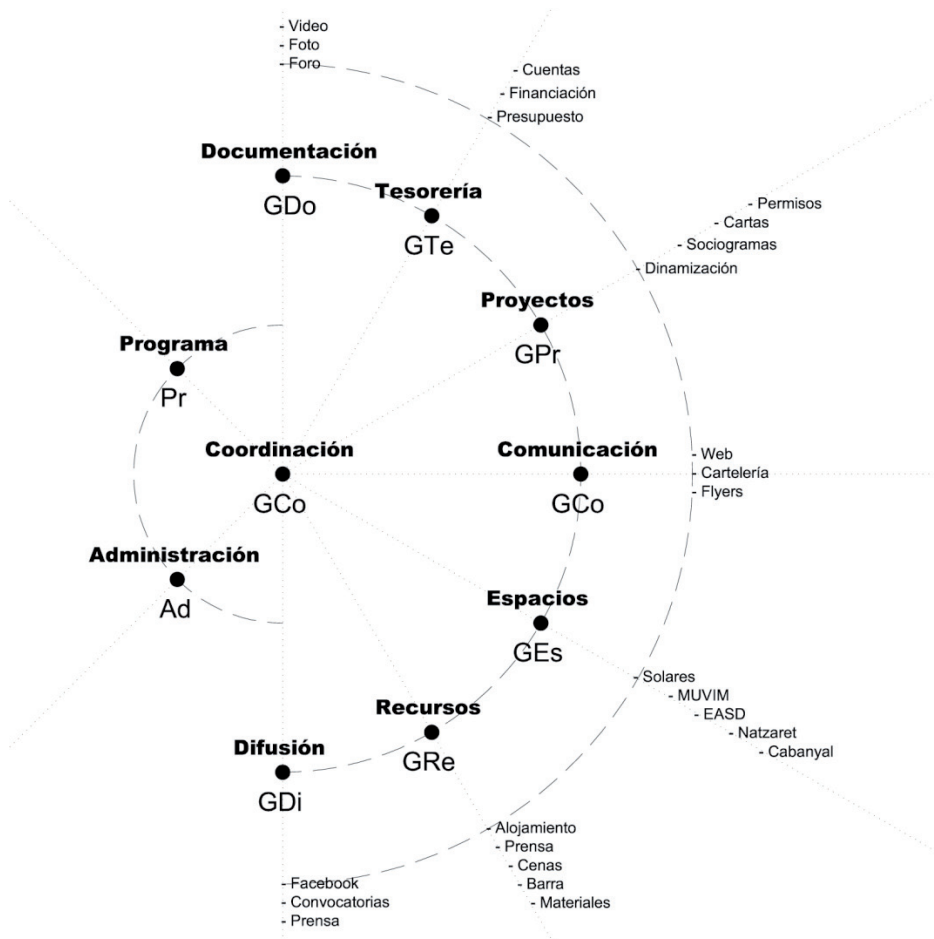 - Video
- Foto
- Foro
- Cuentas
- Financiación
- Presupuesto
Documentación
GDo
Tesorería
GTe
- Permisos
- Cartas
- Sociogramas
- Dinamización
Proyectos
GPr
Programa
Pr
Coordinación
GCo
Comunicación
GCo
- Web
- Cartelería
- Flyers
Administración
Ad
Espacios
GEs
- Solares
- MUVIM
- EASD
- Natzaret
- Cabanyal
Recursos
GRe
Difusión
GDi
- Alojamiento
- Prensa
- Cenas
- Barra
- Materiales
- Facebook
- Convocatorias
- Prensa